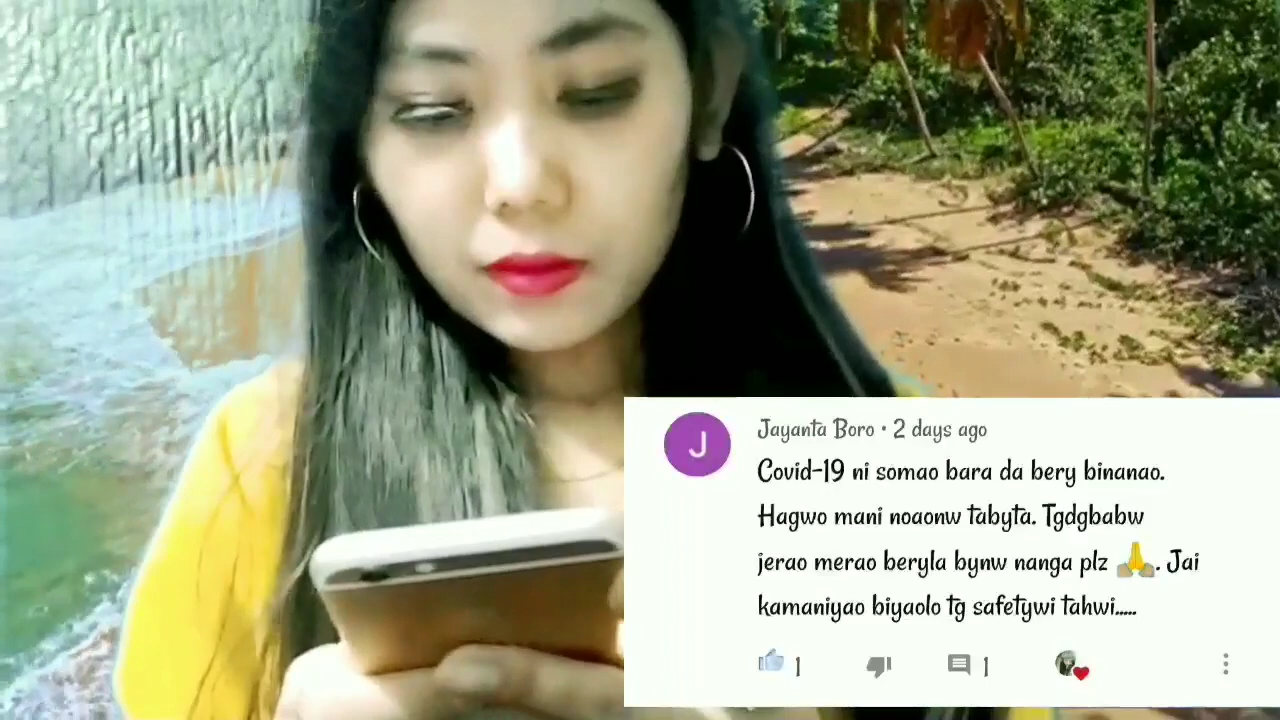 J
Jayanta Boro • 2 days ago
Covid-19 ni somao bara da bery binanao.
Hagwo mani noaonw tabyta. Tgdgbabw
jerao merao beryla bynw nanga plz 🙏. Jai
kamaniyao biyaolo tg safetywi tahwi.....
1 1